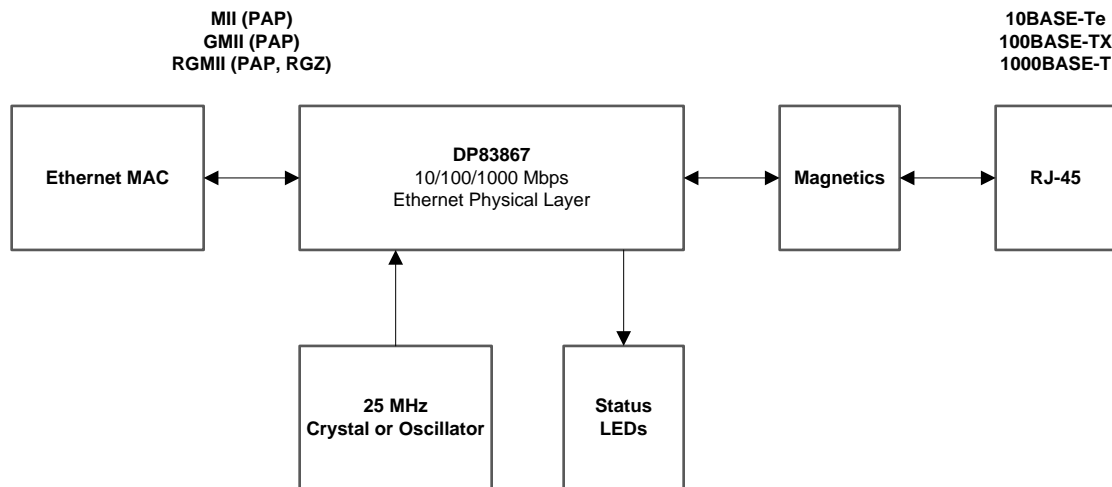 MII (PAP)
GMII (PAP)
RGMII (PAP, RGZ)
10BASE-Te
100BASE-TX
1000BASE-T
Ethernet MAC
DP83867
10/100/1000 Mbps
Ethernet Physical Layer
Magnetics
RJ-45
25 MHz
Crystal or Oscillator
Status
LEDs